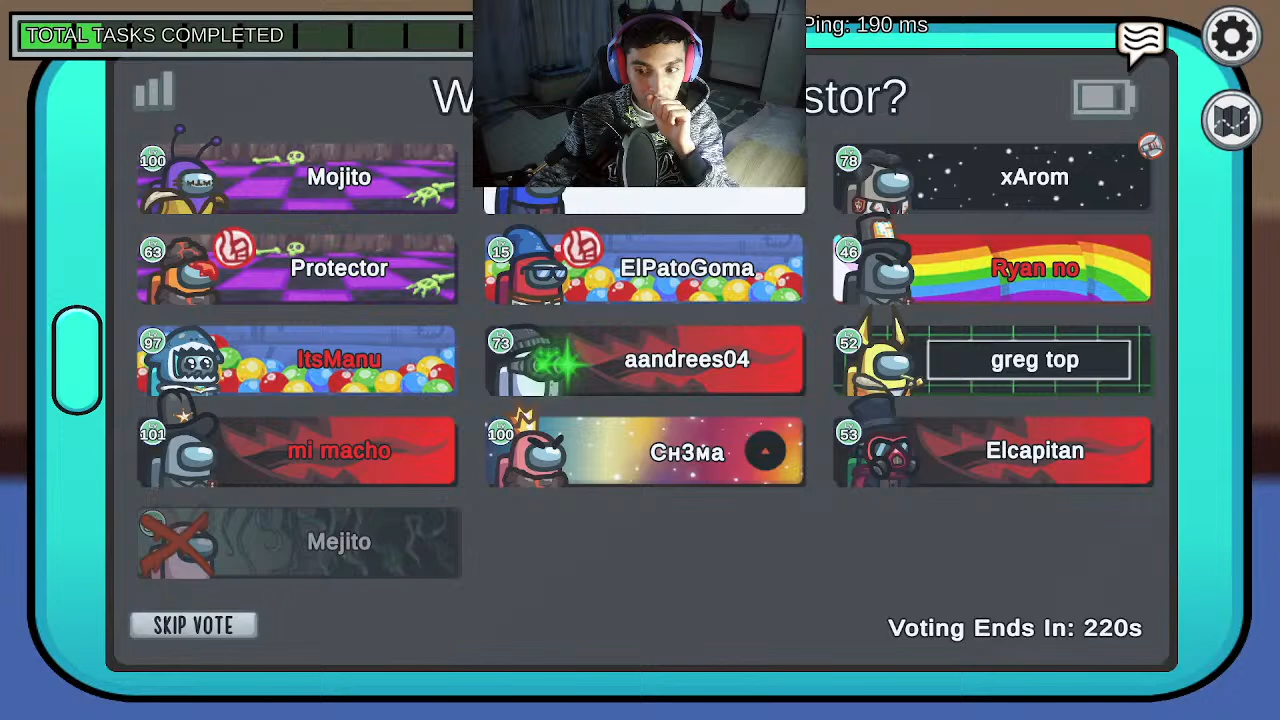 TOTAL TASKS COMPLETED
Ping: 190 ms
stor?
100 Mojito
78 xArom
63 Protector
15 ElPatoGoma
46 Ryan no
97 ItsManu
73 aandrees04
52 greg top
101 mi macho
100 Cʜ3ма
53 Elcapitan
Mejito
SKIP VOTE
Voting Ends In: 220s